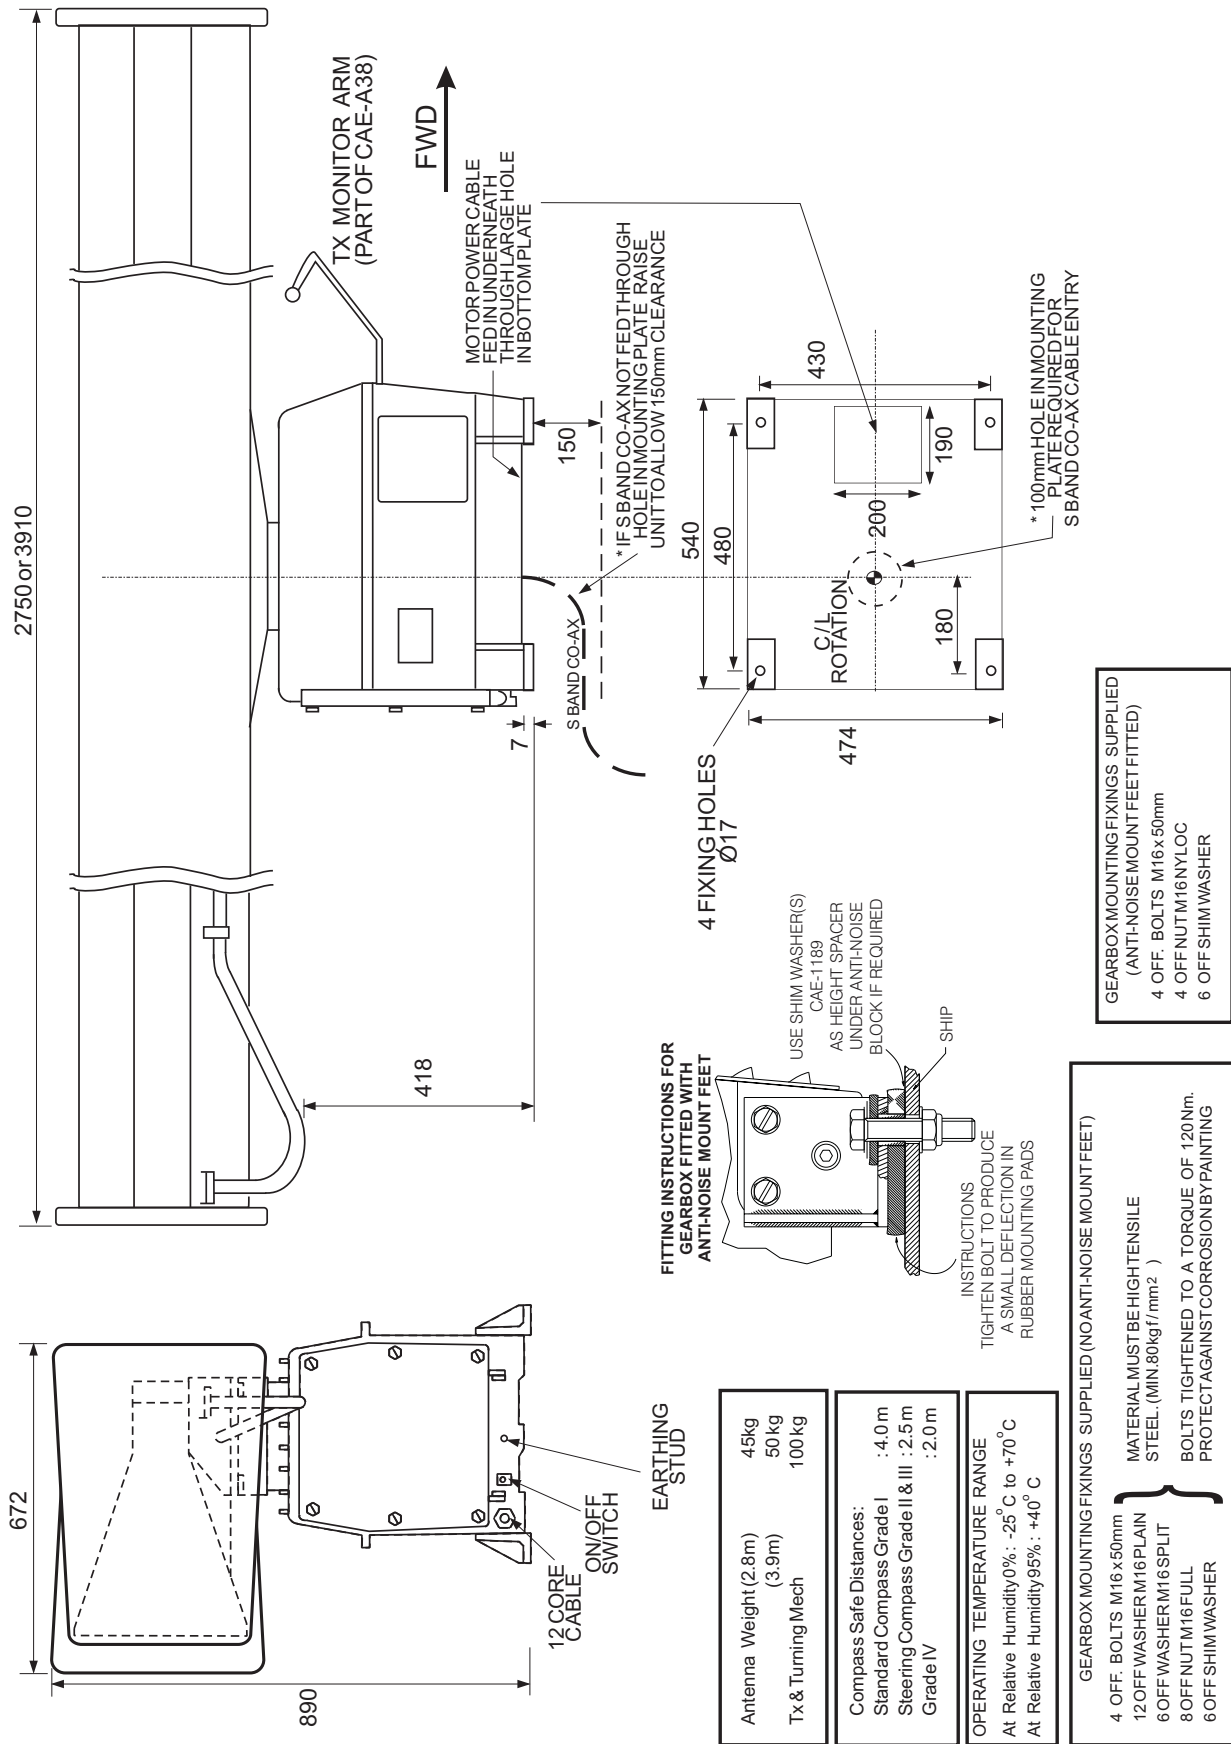 2750 or 3910
TX MONITOR ARM
(PART OF CAE-A38)
FWD
MOTOR POWER CABLE
FED IN UNDERNEATH
THROUGH LARGE HOLE
IN BOTTOM PLATE
* IF S BAND CO-AX NOT FED THROUGH
HOLE IN MOUNTING PLATE RAISE
UNIT TO ALLOW 150mm CLEARANCE
150
7
S BAND CO-AX
418
672
890
12 CORE
CABLE
ON/OFF
SWITCH
EARTHING
STUD
540
480
430
190
200
180
474
C/L
ROTATION
* 100mm HOLE IN MOUNTING
PLATE REQUIRED FOR
S BAND CO-AX CABLE ENTRY
4 FIXING HOLES
Ø17
FITTING INSTRUCTIONS FOR
GEARBOX FITTED WITH
ANTI-NOISE MOUNT FEET
USE SHIM WASHER(S)
CAE-1189
AS HEIGHT SPACER
UNDER ANTI-NOISE
BLOCK IF REQUIRED
SHIP
INSTRUCTIONS
TIGHTEN BOLT TO PRODUCE
A SMALL DEFLECTION IN
RUBBER MOUNTING PADS
Antenna Weight (2.8m) 45kg
(3.9m) 50 kg
Tx & Turning Mech 100 kg
Compass Safe Distances:
Standard Compass Grade I : 4.0 m
Steering Compass Grade II & III : 2.5 m
Grade IV : 2.0 m
OPERATING TEMPERATURE RANGE
At Relative Humidity 0% : -25°C to +70°C
At Relative Humidity 95% : +40° C
GEARBOX MOUNTING FIXINGS SUPPLIED (NO ANTI-NOISE MOUNT FEET)
4 OFF. BOLTS M16 x 50mm
12 OFF WASHER M16 PLAIN
6 OFF WASHER M16 SPLIT
8 OFF NUT M16 FULL
6 OFF SHIM WASHER
MATERIAL MUST BE HIGH TENSILE
STEEL. (MIN. 80 kgf / mm² )
BOLTS TIGHTENED TO A TORQUE OF 120 Nm.
PROTECT AGAINST CORROSION BY PAINTING
GEARBOX MOUNTING FIXINGS SUPPLIED
(ANTI-NOISE MOUNT FEET FITTED)
4 OFF. BOLTS M16 x 50mm
4 OFF NUT M16 NYLOC
6 OFF SHIM WASHER